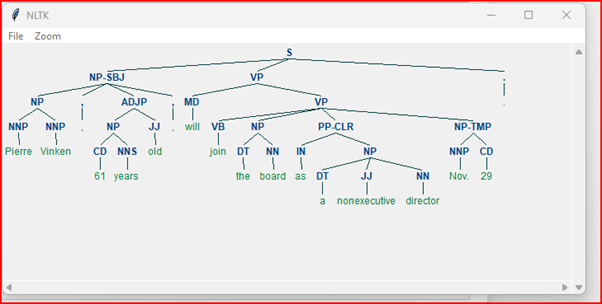 NLTK
File Zoom
S
NP-SBJ VP .
NP , ADJP , MD VP .
NNP NNP , NP JJ , will VB NP PP-CLR NP-TMP
Pierre Vinken CD NNS old join DT NN IN NP NNP CD
61 years the board as DT JJ NN Nov. 29
a nonexecutive director